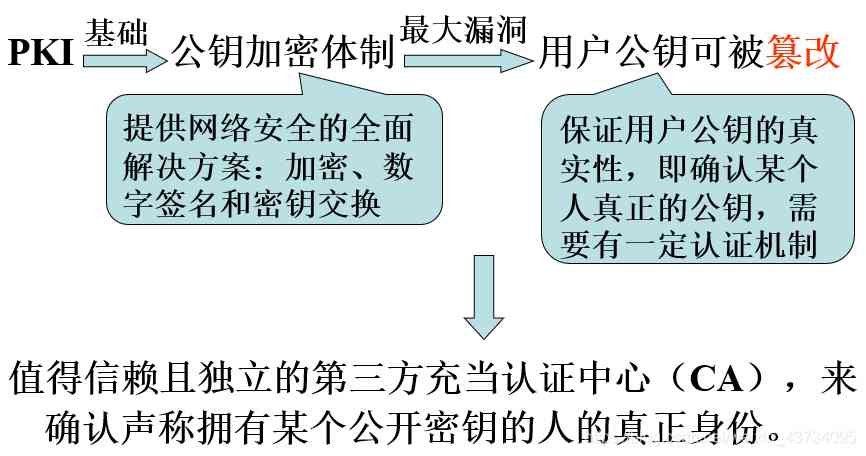 PKI 基础 公钥加密体制 最大漏洞 用户公钥可被篡改
提供网络安全的全面
解决方案：加密、数
字签名和密钥交换
保证用户公钥的真
实性，即确认某个
人真正的公钥，需
要有一定认证机制
值得信赖且独立的第三方充当认证中心（CA），来
确认声称拥有某个公开密钥的人的真正身份。